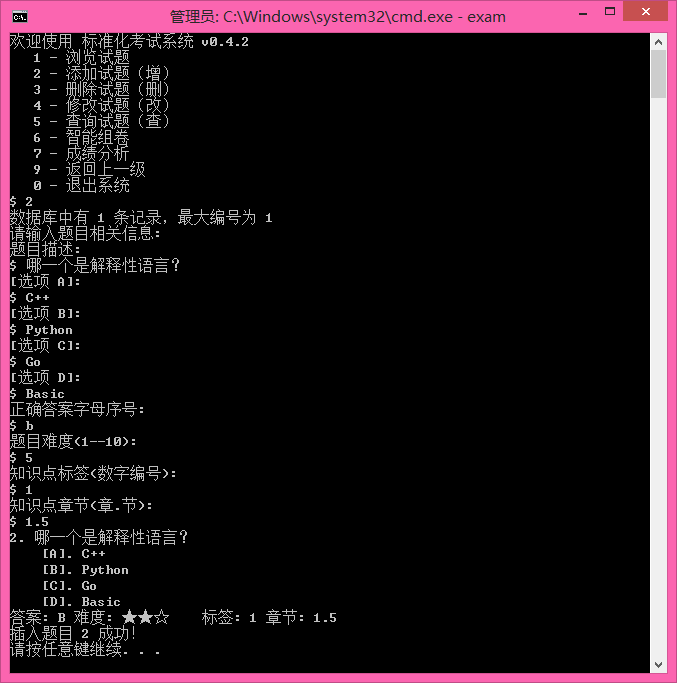 管理员: C:\Windows\system32\cmd.exe - exam
欢迎使用 标准化考试系统 v0.4.2
1 - 浏览试题
2 - 添加试题（增）
3 - 删除试题（删）
4 - 修改试题（改）
5 - 查询试题（查）
6 - 智能组卷
7 - 成绩分析
9 - 返回上一级
0 - 退出系统
$ 2
数据库中有 1 条记录，最大编号为 1
请输入题目相关信息：
题目描述：
$ 哪一个是解释性语言？
[选项 A]:
$ C++
[选项 B]:
$ Python
[选项 C]:
$ Go
[选项 D]:
$ Basic
正确答案字母序号：
$ b
题目难度(1--10):
$ 5
知识点标签(数字编号):
$ 1
知识点章节(章.节):
$ 1.5
2. 哪一个是解释性语言？
[A]. C++
[B]. Python
[C]. Go
[D]. Basic
答案: B 难度: ★★☆ 标签: 1 章节: 1.5
插入题目 2 成功！
请按任意键继续. . .